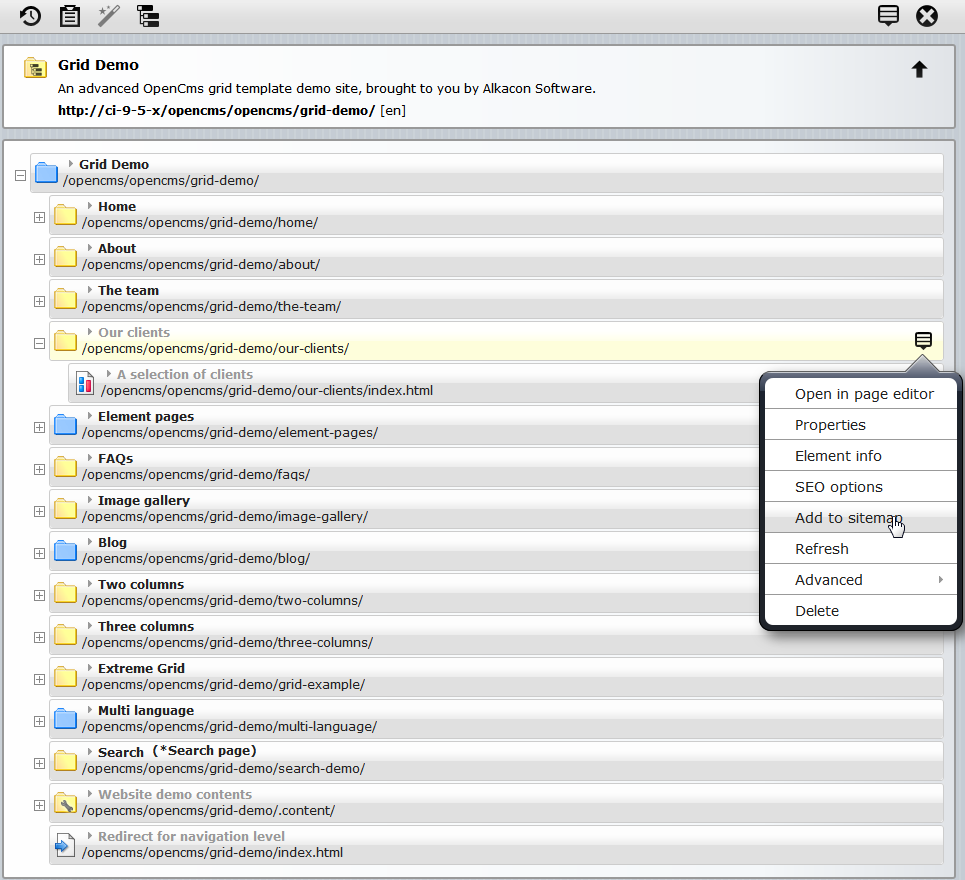 Grid Demo
An advanced OpenCms grid template demo site, brought to you by Alkacon Software.
http://ci-9-5-x/opencms/opencms/grid-demo/ [en]
Grid Demo
/opencms/opencms/grid-demo/
Home
/opencms/opencms/grid-demo/home/
About
/opencms/opencms/grid-demo/about/
The team
/opencms/opencms/grid-demo/the-team/
Our clients
/opencms/opencms/grid-demo/our-clients/
A selection of clients
/opencms/opencms/grid-demo/our-clients/index.html
Element pages
/opencms/opencms/grid-demo/element-pages/
FAQs
/opencms/opencms/grid-demo/faqs/
Image gallery
/opencms/opencms/grid-demo/image-gallery/
Blog
/opencms/opencms/grid-demo/blog/
Two columns
/opencms/opencms/grid-demo/two-columns/
Three columns
/opencms/opencms/grid-demo/three-columns/
Extreme Grid
/opencms/opencms/grid-demo/grid-example/
Multi language
/opencms/opencms/grid-demo/multi-language/
Search (*Search page)
/opencms/opencms/grid-demo/search-demo/
Website demo contents
/opencms/opencms/grid-demo/.content/
Redirect for navigation level
/opencms/opencms/grid-demo/index.html
Open in page editor
Properties
Element info
SEO options
Add to sitemap
Refresh
Advanced
Delete